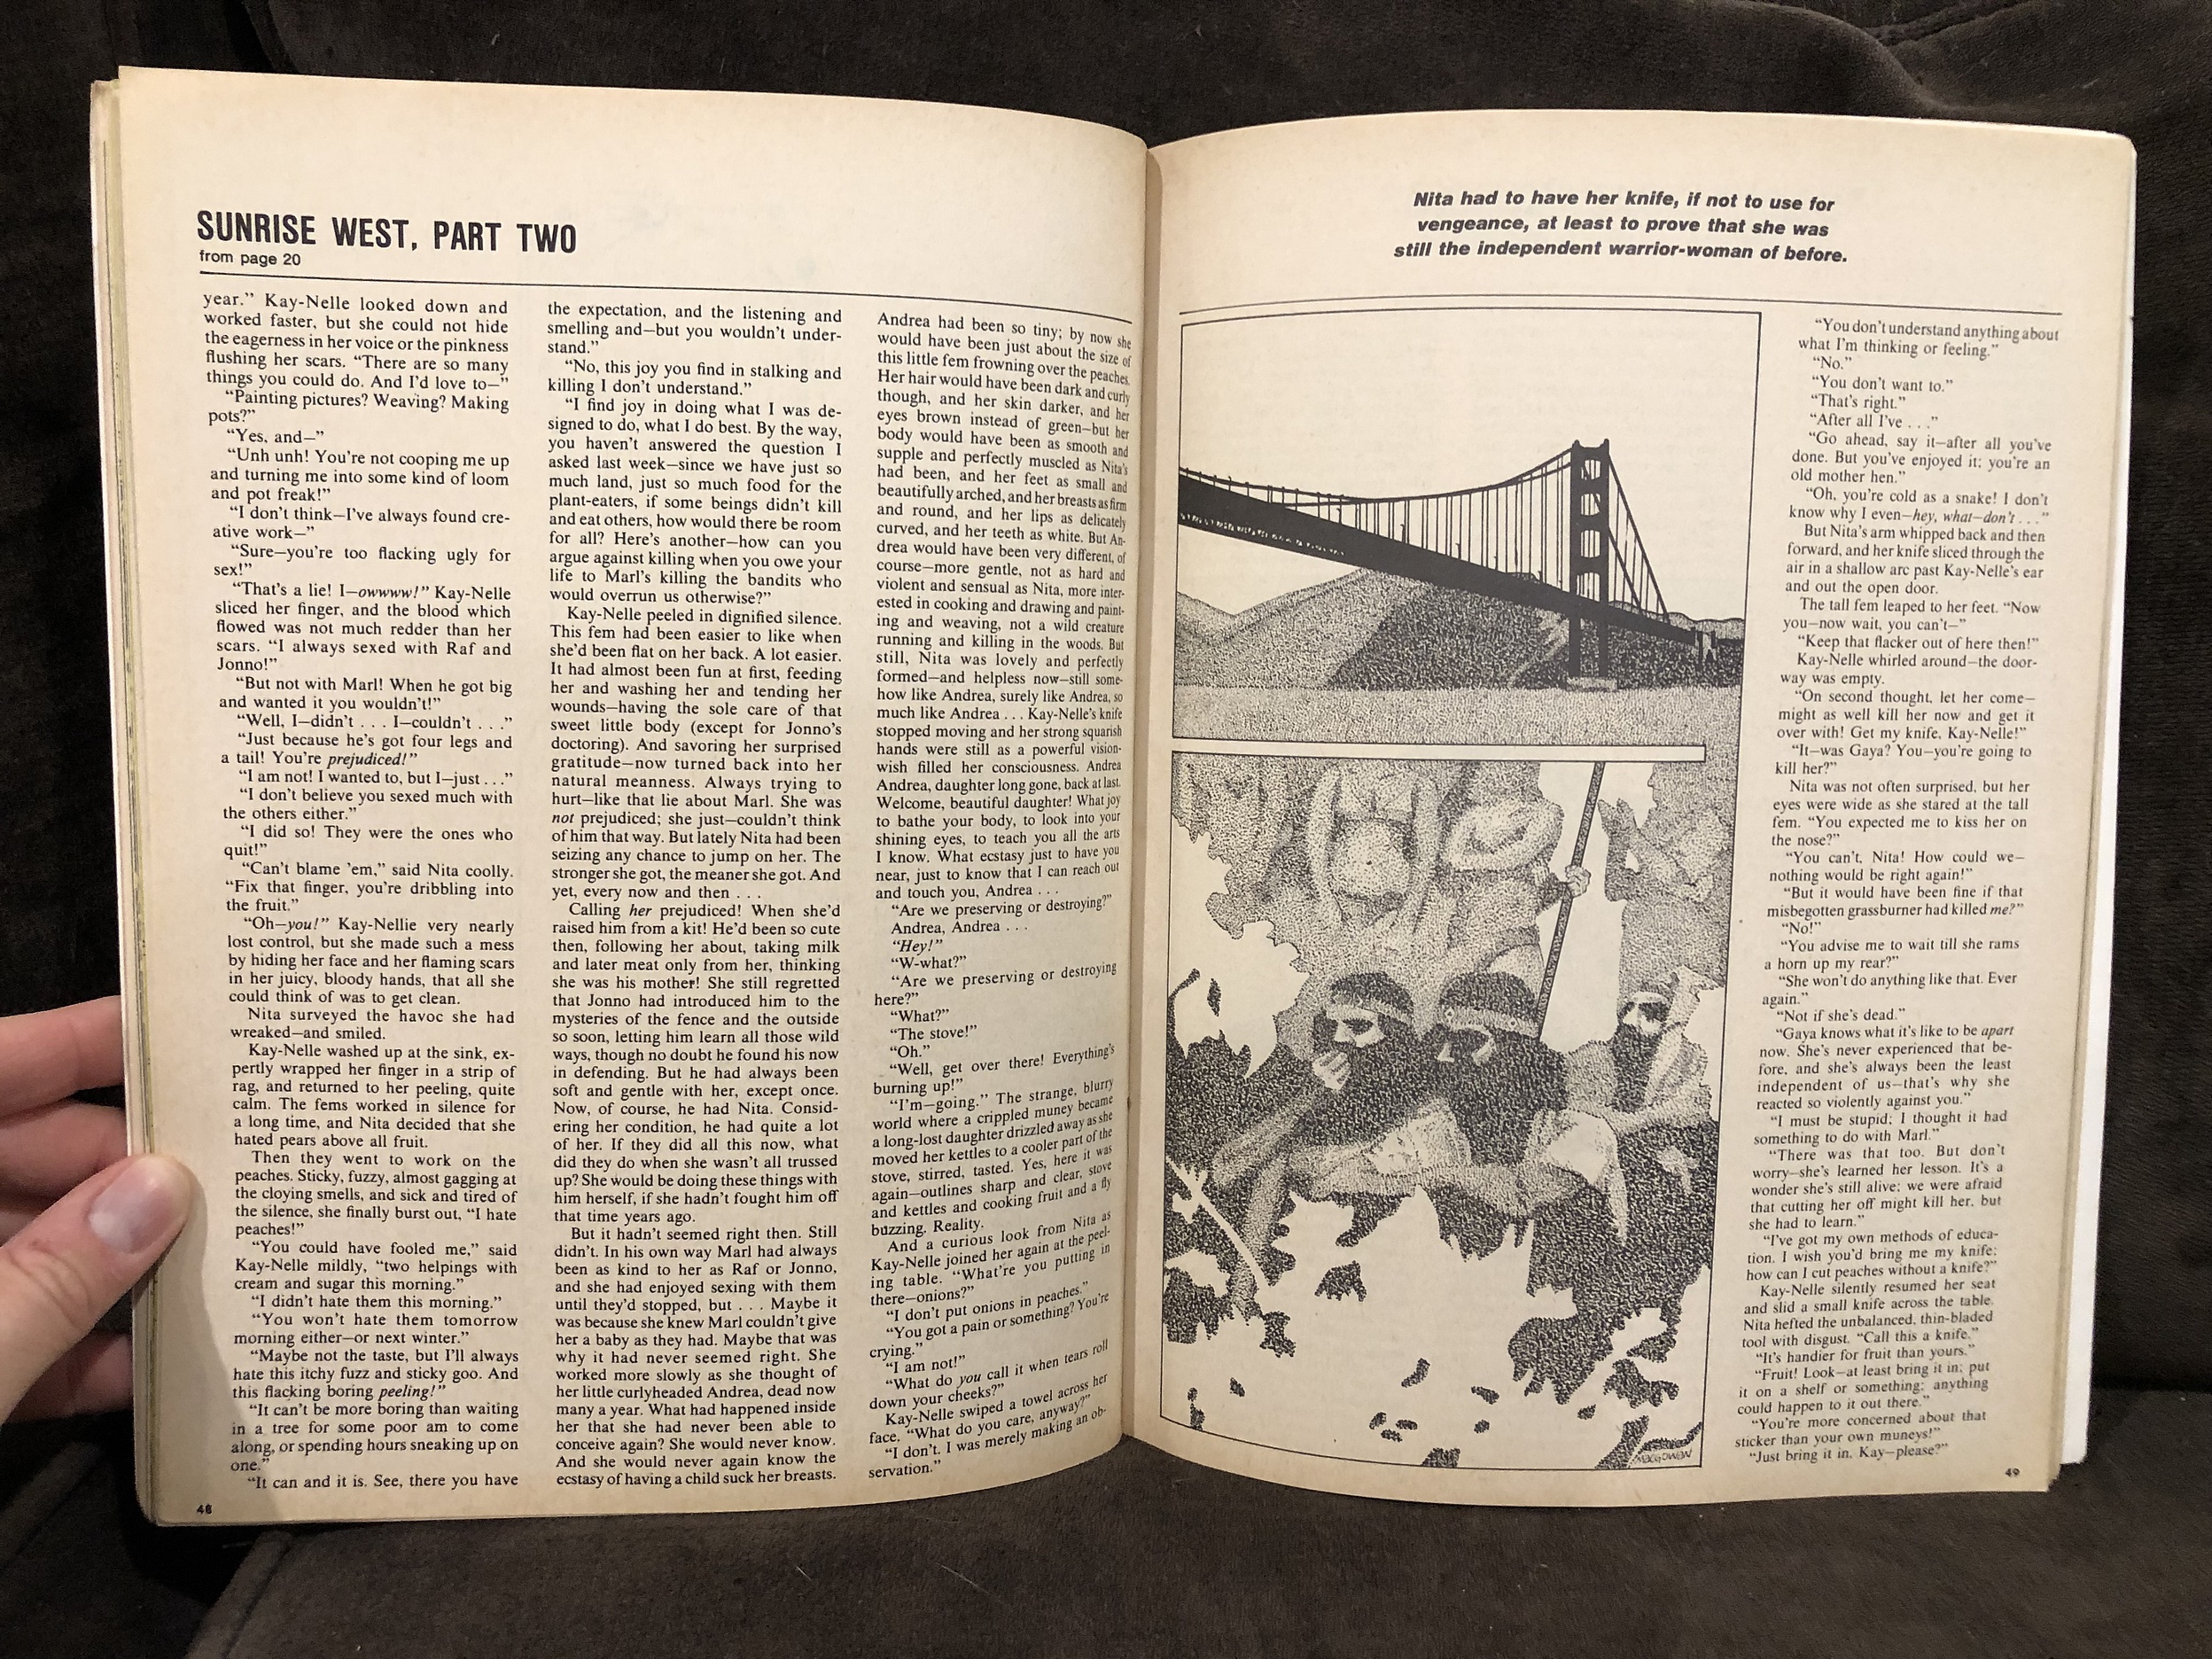 SUNRISE WEST, PART TWO
from page 20
year.” Kay-Nelle looked down and
worked faster, but she could not hide
the eagerness in her voice or the pinkness
flushing her scars. “There are so many
things you could do. And I’d love to—”
“Painting pictures? Weaving? Making
pots?”
“Yes, and—”
“Unh unh! You’re not cooping me up
and turning me into some kind of loom
and pot freak!”
“I don’t think—I’ve always found cre-
ative work—”
“Sure—you’re too flacking ugly for
sex!”
“That’s a lie! I—owwww!” Kay-Nelle
sliced her finger, and the blood which
flowed was not much redder than her
scars. “I always sexed with Raf and
Jonno!”
“But not with Marl! When he got big
and wanted it you wouldn’t!”
“Well, I—didn’t . . . I—couldn’t . . .”
“Just because he’s got four legs and
a tail! You’re prejudiced!”
“I am not! I wanted to, but I—just . . .”
“I don’t believe you sexed much with
the others either.”
“I did so! They were the ones who
quit!”
“Can’t blame ’em,” said Nita coolly.
“Fix that finger, you’re dribbling into
the fruit.”
“Oh—you!” Kay-Nellie very nearly
lost control, but she made such a mess
by hiding her face and her flaming scars
in her juicy, bloody hands, that all she
could think of was to get clean.
Nita surveyed the havoc she had
wreaked—and smiled.
Kay-Nelle washed up at the sink, ex-
pertly wrapped her finger in a strip of
rag, and returned to her peeling, quite
calm. The fems worked in silence for
a long time, and Nita decided that she
hated pears above all fruit.
Then they went to work on the
peaches. Sticky, fuzzy, almost gagging at
the cloying smells, and sick and tired of
the silence, she finally burst out, “I hate
peaches!”
“You could have fooled me,” said
Kay-Nelle mildly, “two helpings with
cream and sugar this morning.”
“I didn’t hate them this morning.”
“You won’t hate them tomorrow
morning either—or next winter.”
“Maybe not the taste, but I’ll always
hate this itchy fuzz and sticky goo. And
this flacking boring peeling!”
“It can’t be more boring than waiting
in a tree for some poor am to come
along, or spending hours sneaking up on
one.”
“It can and it is. See, there you have
48
the expectation, and the listening and
smelling and—but you wouldn’t under-
stand.”
“No, this joy you find in stalking and
killing I don’t understand.”
“I find joy in doing what I was de-
signed to do, what I do best. By the way,
you haven’t answered the question I
asked last week—since we have just so
much land, just so much food for the
plant-eaters, if some beings didn’t kill
and eat others, how would there be room
for all? Here’s another—how can you
argue against killing when you owe your
life to Marl’s killing the bandits who
would overrun us otherwise?”
Kay-Nelle peeled in dignified silence.
This fem had been easier to like when
she’d been flat on her back. A lot easier.
It had almost been fun at first, feeding
her and washing her and tending her
wounds—having the sole care of that
sweet little body (except for Jonno’s
doctoring). And savoring her surprised
gratitude—now turned back into her
natural meanness. Always trying to
hurt—like that lie about Marl. She was
not prejudiced; she just—couldn’t think
of him that way. But lately Nita had been
seizing any chance to jump on her. The
stronger she got, the meaner she got. And
yet, every now and then . . .
Calling her prejudiced! When she’d
raised him from a kit! He’d been so cute
then, following her about, taking milk
and later meat only from her, thinking
she was his mother! She still regretted
that Jonno had introduced him to the
mysteries of the fence and the outside
so soon, letting him learn all those wild
ways, though no doubt he found his now
in defending. But he had always been
soft and gentle with her, except once.
Now, of course, he had Nita. Consid-
ering her condition, he had quite a lot
of her. If they did all this now, what
did they do when she wasn’t all trussed
up? She would be doing these things with
him herself, if she hadn’t fought him off
that time years ago.
But it hadn’t seemed right then. Still
didn’t. In his own way Marl had always
been as kind to her as Raf or Jonno,
and she had enjoyed sexing with them
until they’d stopped, but . . . Maybe it
was because she knew Marl couldn’t give
her a baby as they had. Maybe that was
why it had never seemed right. She
worked more slowly as she thought of
her little curlyheaded Andrea, dead now
many a year. What had happened inside
her that she had never been able to
conceive again? She would never know.
And she would never again know the
ecstasy of having a child suck her breasts.
Andrea had been so tiny; by now she
would have been just about the size of
this little fem frowning over the peaches.
Her hair would have been dark and curly
though, and her skin darker, and her
eyes brown instead of green—but her
body would have been as smooth and
supple and perfectly muscled as Nita’s
had been, and her feet as small and
beautifully arched, and her breasts as firm
and round, and her lips as delicately
curved, and her teeth as white. But An-
drea would have been very different, of
course—more gentle, not as hard and
violent and sensual as Nita, more inter-
ested in cooking and drawing and paint-
ing and weaving, not a wild creature
running and killing in the woods. But
still, Nita was lovely and perfectly
formed—and helpless now—still some-
how like Andrea, surely like Andrea, so
much like Andrea . . . Kay-Nelle’s knife
stopped moving and her strong squarish
hands were still as a powerful vision-
wish filled her consciousness. Andrea
Andrea, daughter long gone, back at last.
Welcome, beautiful daughter! What joy
to bathe your body, to look into your
shining eyes, to teach you all the arts
I know. What ecstasy just to have you
near, just to know that I can reach out
and touch you, Andrea . . .
“Are we preserving or destroying?”
Andrea, Andrea . . .
“Hey!”
“W-what?”
“Are we preserving or destroying
here?”
“What?”
“The stove!”
“Oh.”
“Well, get over there! Everything’s
burning up!”
“I’m—going.” The strange, blurry
world where a crippled muney became
a long-lost daughter drizzled away as she
moved her kettles to a cooler part of the
stove, stirred, tasted. Yes, here it was
again—outlines sharp and clear, stove
and kettles and cooking fruit and a fly
buzzing. Reality.
And a curious look from Nita as
Kay-Nelle joined her again at the peel-
ing table. “What’re you putting in
there—onions?”
“I don’t put onions in peaches.”
“You got a pain or something? You’re
crying.”
“I am not!”
“What do you call it when tears roll
down your cheeks?”
Kay-Nelle swiped a towel across her
face. “What do you care, anyway?”
“I don’t. I was merely making an ob-
servation.”
Nita had to have her knife, if not to use for
vengeance, at least to prove that she was
still the independent warrior-woman of before.
MACGOWAN
“You don’t understand anything about
what I’m thinking or feeling.”
“No.”
“You don’t want to.”
“That’s right.”
“After all I’ve . . .”
“Go ahead, say it—after all you’ve
done. But you’ve enjoyed it; you’re an
old mother hen.”
“Oh, you’re cold as a snake! I don’t
know why I even—hey, what—don’t . . .”
But Nita’s arm whipped back and then
forward, and her knife sliced through the
air in a shallow arc past Kay-Nelle’s ear
and out the open door.
The tall fem leaped to her feet. “Now
you—now wait, you can’t—”
“Keep that flacker out of here then!”
Kay-Nelle whirled around—the door-
way was empty.
“On second thought, let her come—
might as well kill her now and get it
over with! Get my knife, Kay-Nelle!”
“It—was Gaya? You—you’re going to
kill her?”
Nita was not often surprised, but her
eyes were wide as she stared at the tall
fem. “You expected me to kiss her on
the nose?”
“You can’t, Nita! How could we—
nothing would be right again!”
“But it would have been fine if that
misbegotten grassburner had killed me?”
“No!”
“You advise me to wait till she rams
a horn up my rear?”
“She won’t do anything like that. Ever
again.”
“Not if she’s dead.”
“Gaya knows what it’s like to be apart
now. She’s never experienced that be-
fore, and she’s always been the least
independent of us—that’s why she
reacted so violently against you.”
“I must be stupid; I thought it had
something to do with Marl.”
“There was that too. But don’t
worry—she’s learned her lesson. It’s a
wonder she’s still alive; we were afraid
that cutting her off might kill her, but
she had to learn.”
“I’ve got my own methods of educa-
tion. I wish you’d bring me my knife;
how can I cut peaches without a knife?”
Kay-Nelle silently resumed her seat
and slid a small knife across the table.
Nita hefted the unbalanced, thin-bladed
tool with disgust. “Call this a knife.”
“It’s handier for fruit than yours.”
“Fruit! Look—at least bring it in; put
it on a shelf or something; anything
could happen to it out there.”
“You’re more concerned about that
sticker than your own muneys!”
“Just bring it in, Kay—please?”
49